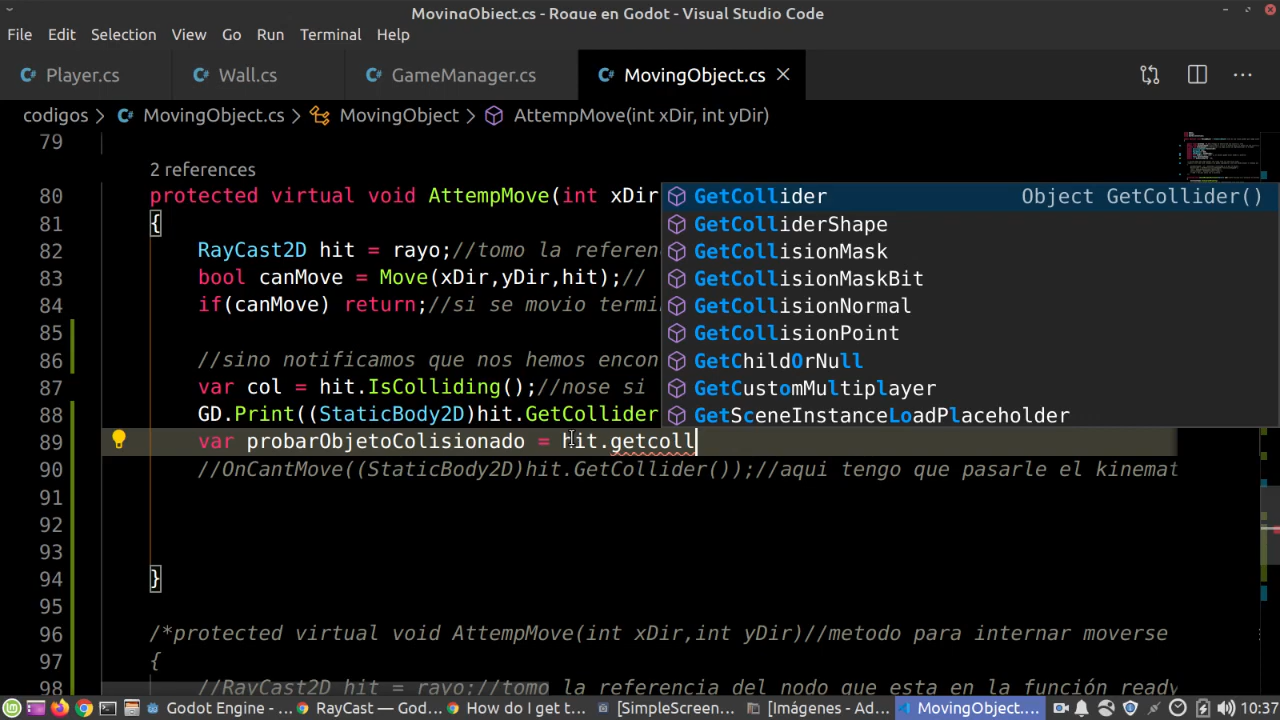 MovingObject.cs - Rogue en Godot - Visual Studio Code
File Edit Selection View Go Run Terminal Help
Player.cs Wall.cs GameManager.cs MovingObject.cs
codigos > MovingObject.cs > MovingObject > AttempMove(int xDir, int yDir)
79
2 references
80 protected virtual void AttempMove(int xDir
81 {
82 RayCast2D hit = rayo;//tomo la referen
83 bool canMove = Move(xDir,yDir,hit);//
84 if(canMove) return;//si se movio termi
85
86 //sino notificamos que nos hemos encon
87 var col = hit.IsColliding();//nose si
88 GD.Print((StaticBody2D)hit.GetCollider
89 var probarObjetoColisionado = hit.getcoll
90 //OnCantMove((StaticBody2D)hit.GetCollider());//aqui tengo que pasarle el kinemat
91
92
93
94 }
95
96 /*protected virtual void AttempMove(int xDir,int yDir)//metodo para internar moverse
97 {
98 //RayCast2D hit = rayo;//tomo la referencia del nodo que esta en la función ready
GetCollider Object GetCollider()
GetColliderShape
GetCollisionMask
GetCollisionMaskBit
GetCollisionNormal
GetCollisionPoint
GetChildOrNull
GetCustomMultiplayer
GetSceneInstanceLoadPlaceholder
Godot Engine - ... RayCast — God... How do I get t... [SimpleScreen... [Imágenes - Ad... MovingObject.... 10:37